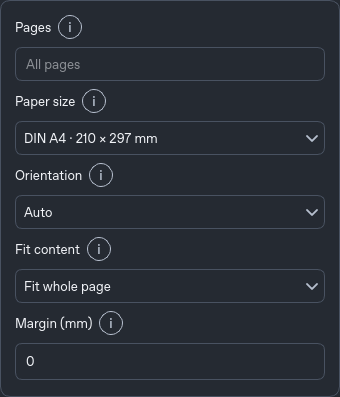 Pages
All pages
Paper size
DIN A4 · 210 × 297 mm
Orientation
Auto
Fit content
Fit whole page
Margin (mm)
0